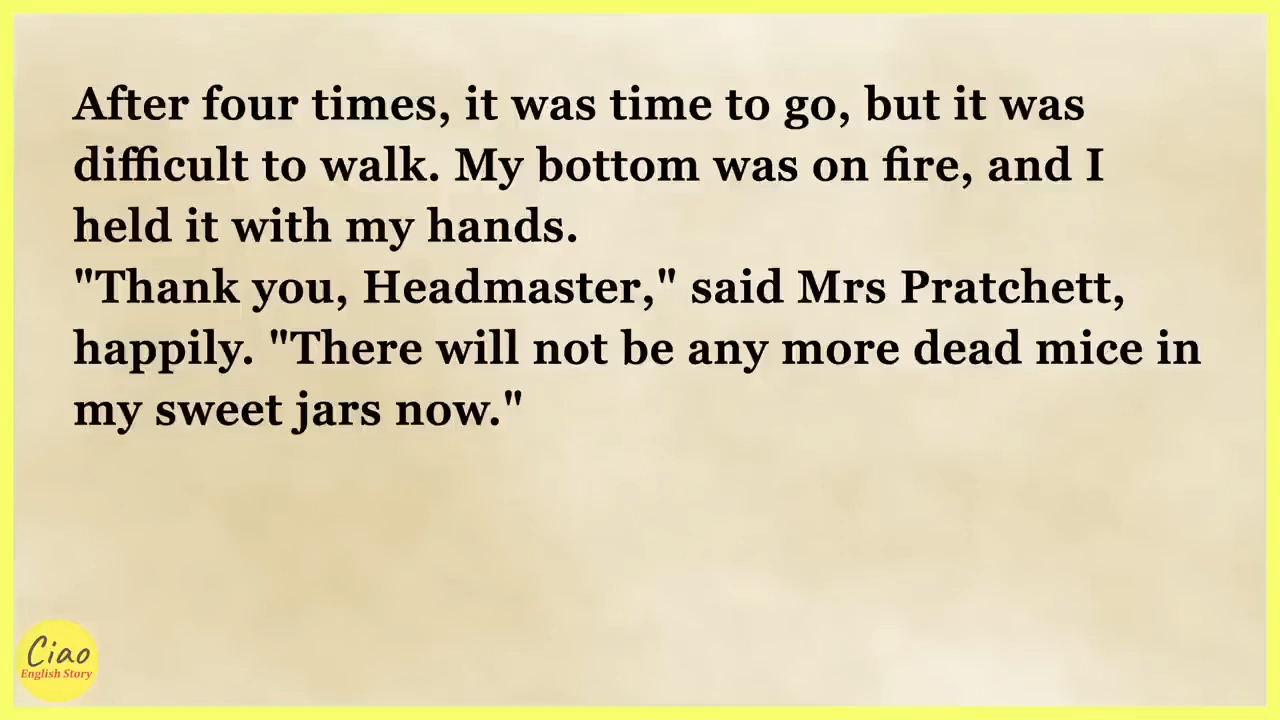 After four times, it was time to go, but it was
difficult to walk. My bottom was on fire, and I
held it with my hands.
"Thank you, Headmaster," said Mrs Pratchett,
happily. "There will not be any more dead mice in
my sweet jars now."
Ciao
English Story